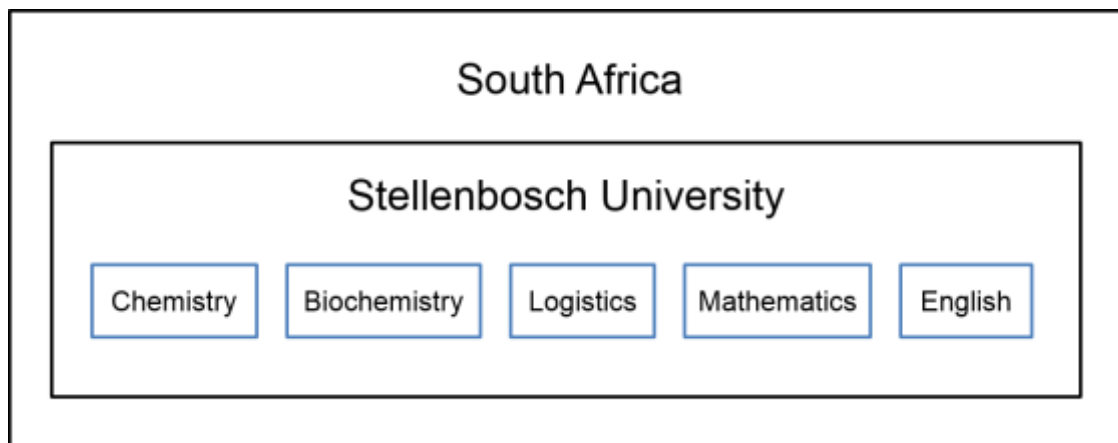 South Africa
Stellenbosch University
Chemistry Biochemistry Logistics Mathematics English